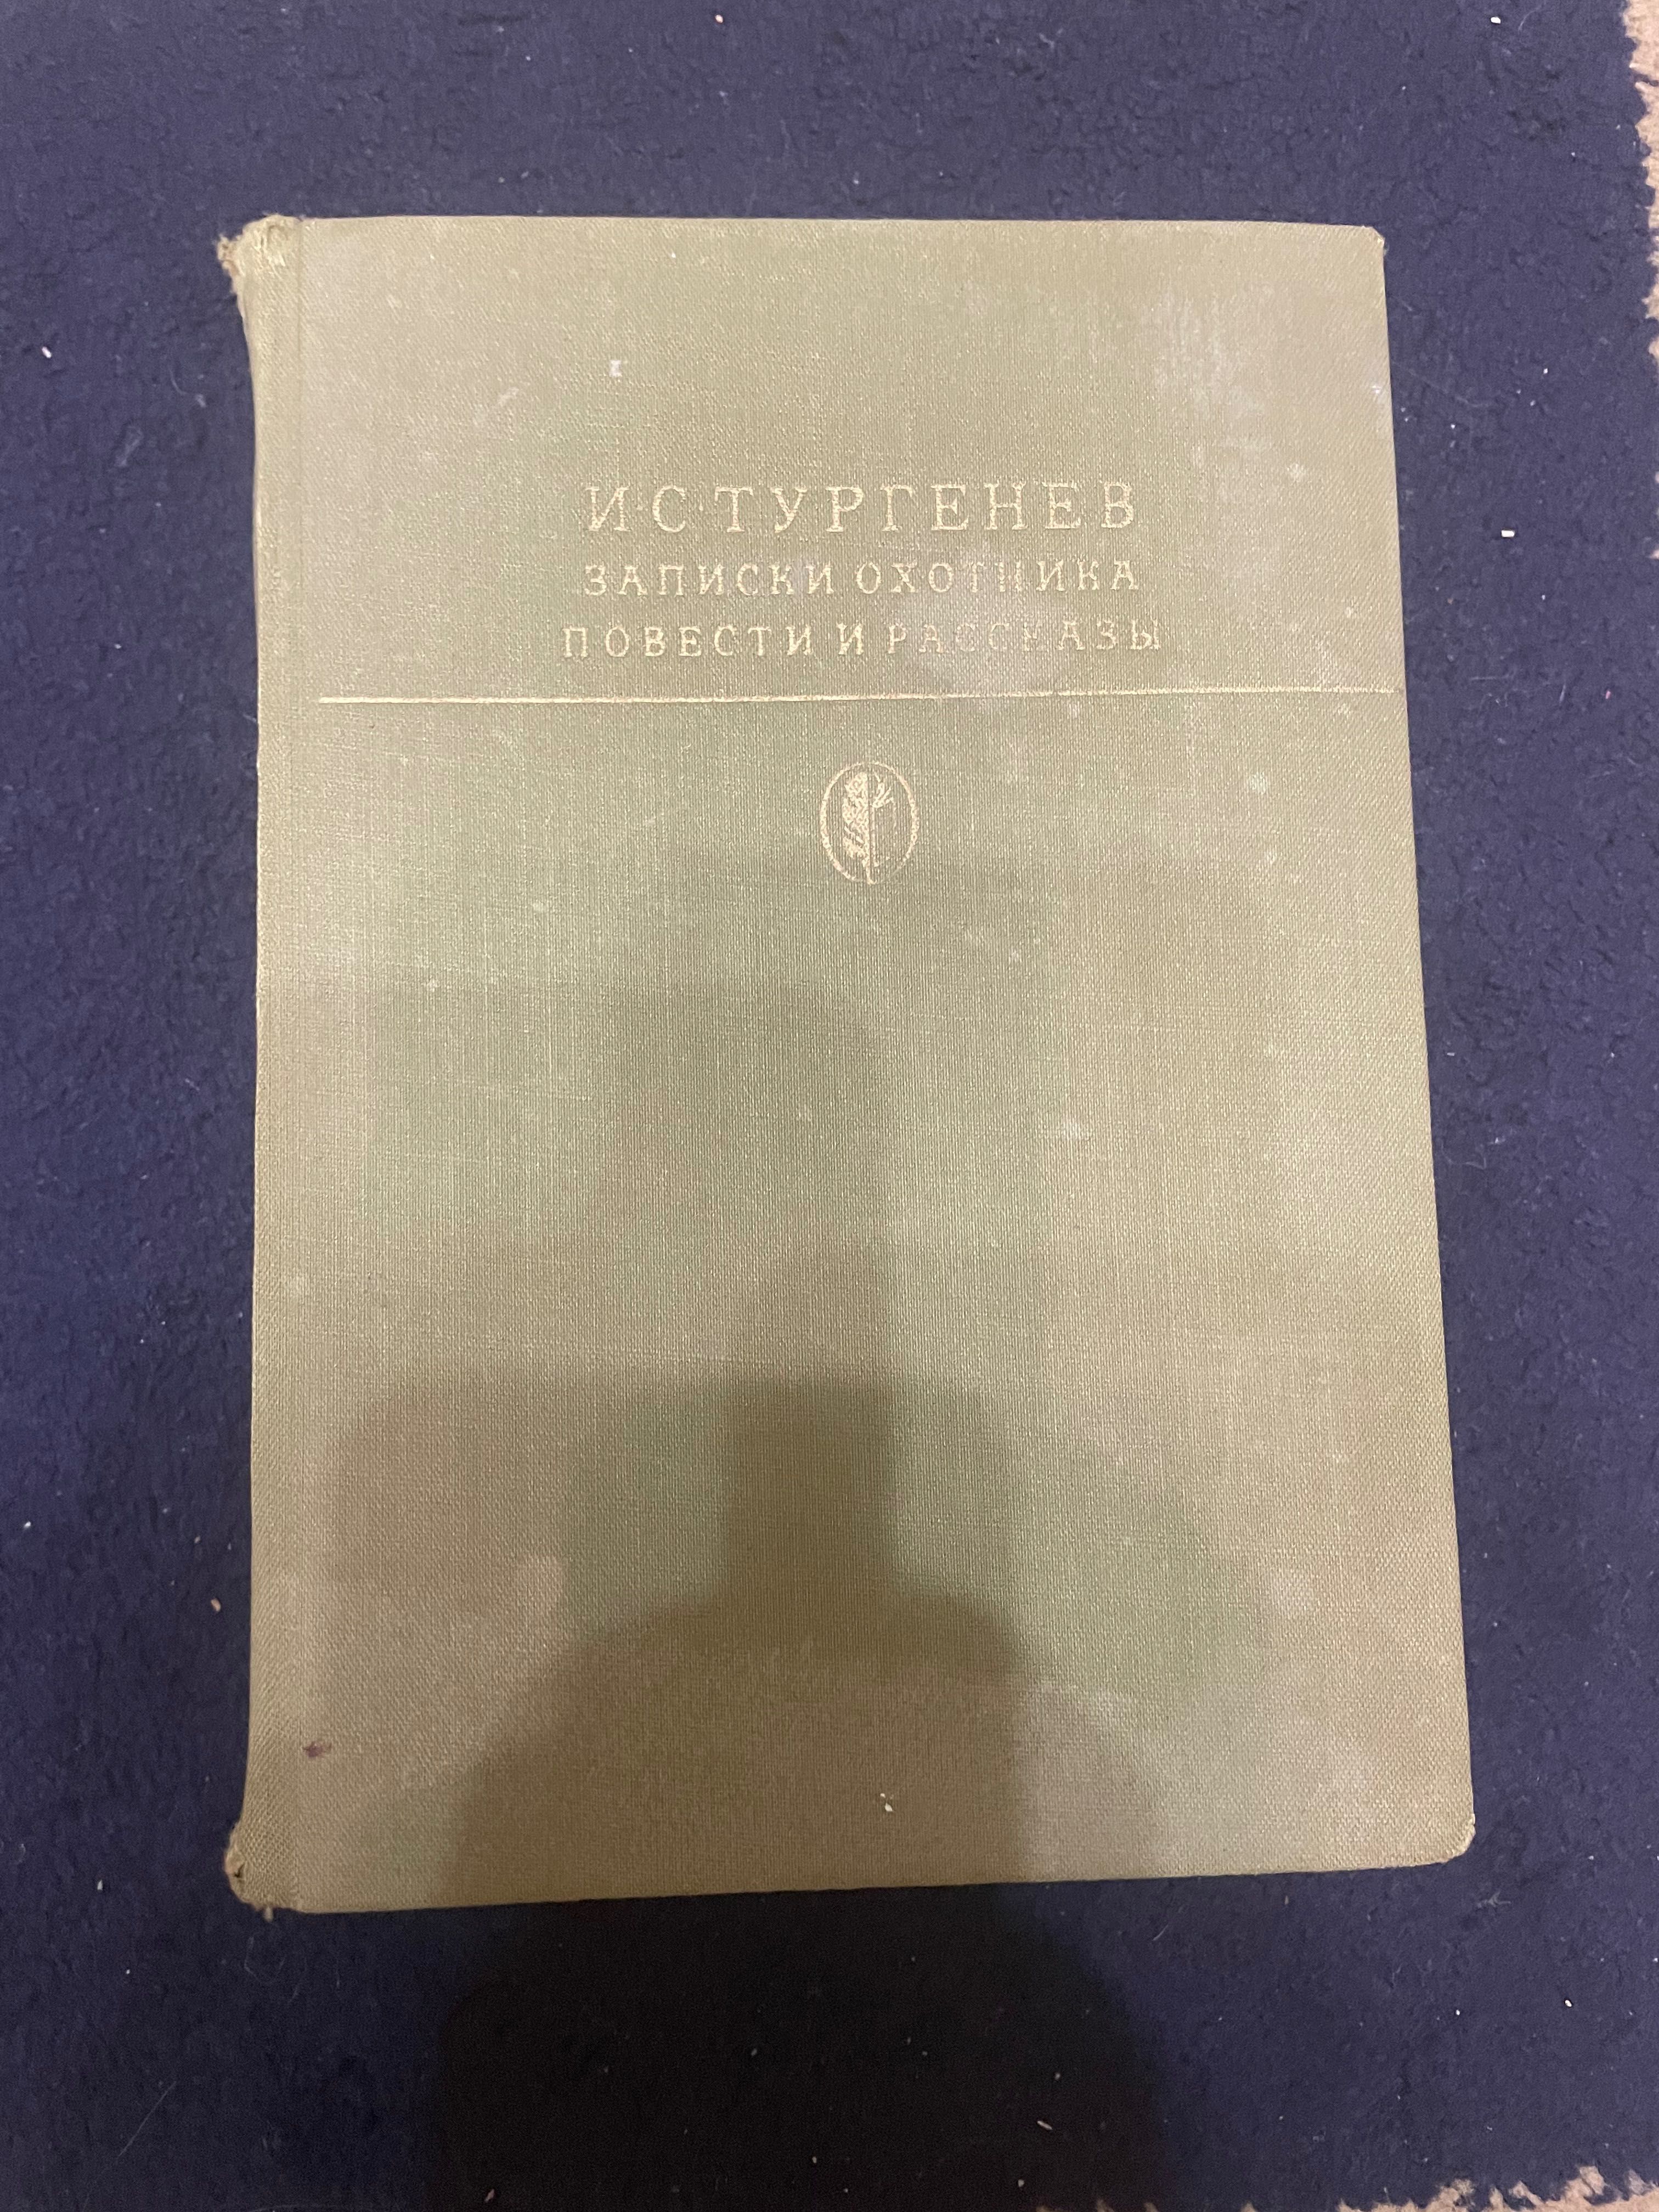 И·С·ТУРГЕНЕВ
ЗАПИСКИ ОХОТНИКА
ПОВЕСТИ И РАССКАЗЫ